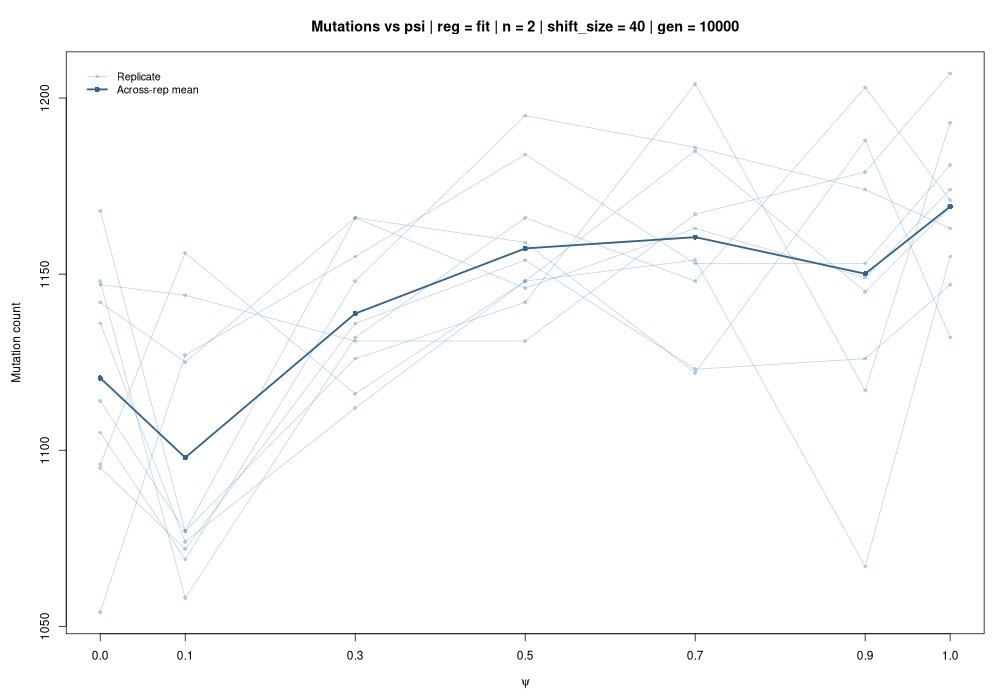 Mutations vs psi | reg = fit | n = 2 | shift_size = 40 | gen = 10000
Replicate
Across-rep mean
Mutation count
1200
1150
1100
1050
0.0 0.1 0.3 0.5 0.7 0.9 1.0
ψ